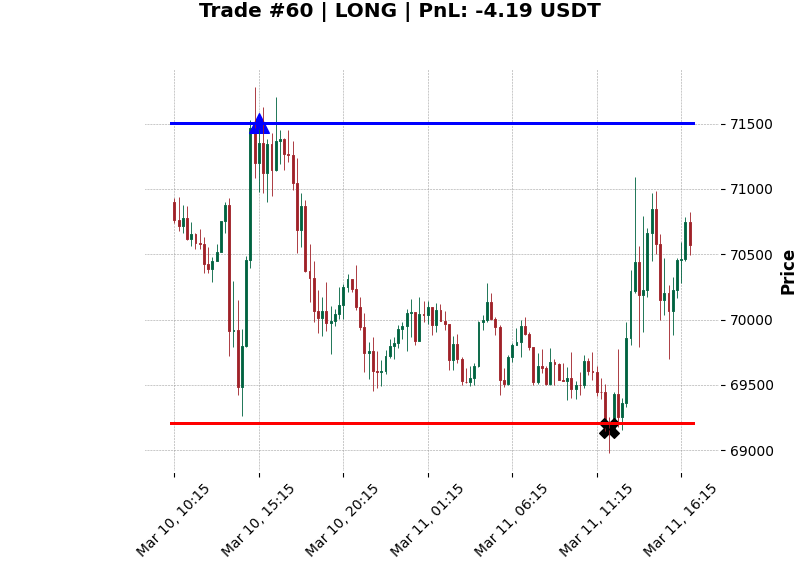 Trade #60 | LONG | PnL: -4.19 USDT
71500
71000
70500
70000
69500
69000
Price
Mar 10, 10:15
Mar 10, 15:15
Mar 10, 20:15
Mar 11, 01:15
Mar 11, 06:15
Mar 11, 11:15
Mar 11, 16:15